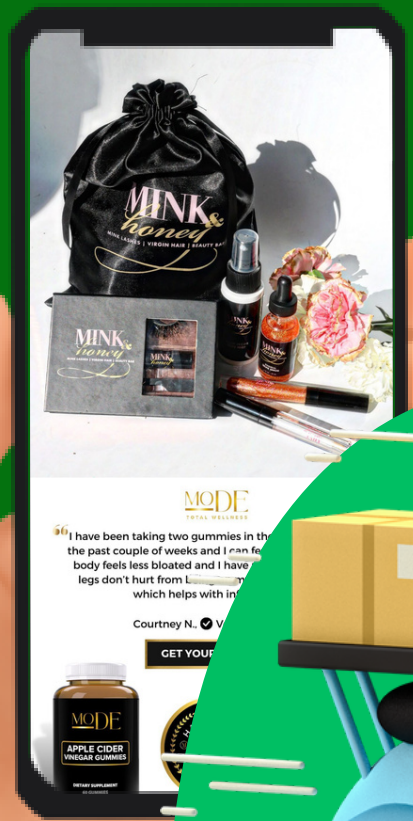 MINK &
honey
MINK LASHES | VIRGIN HAIR | BEAUTY BAR
MINK &
honey
MODE
TOTAL WELLNESS
“I have been taking two gummies in the
the past couple of weeks and I can fe
body feels less bloated and I have
legs don't hurt from
which helps with in
Courtney N., V
GET YOUR
MODE
APPLE CIDER
VINEGAR GUMMIES
DIETARY SUPPLEMENT
60 GUMMIES